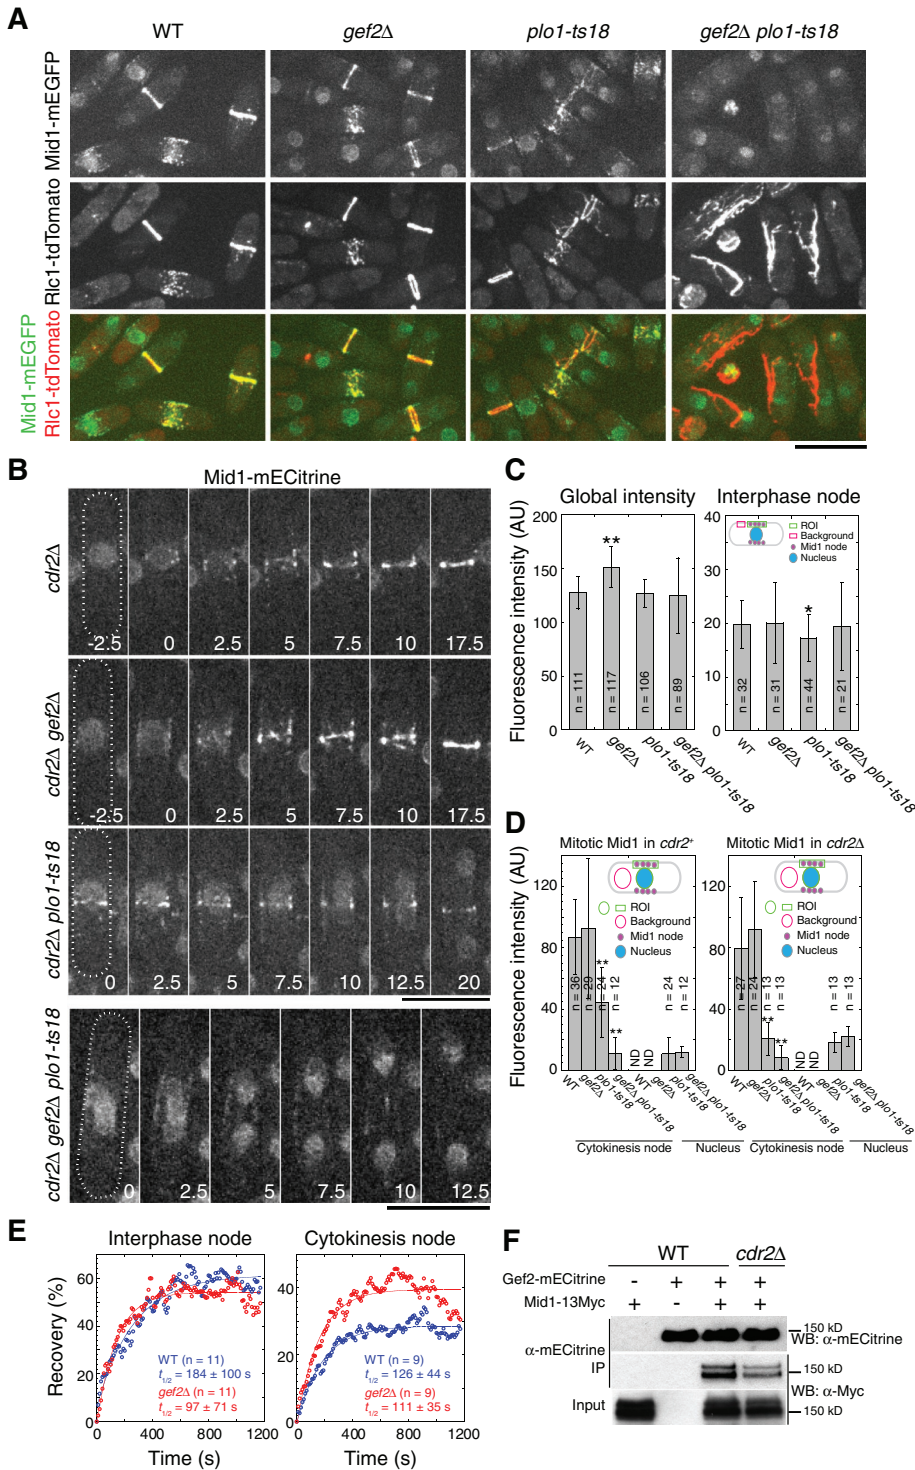 A
WT
gef2Δ
plo1-ts18
gef2Δ plo1-ts18
Mid1-mEGFP
Rlc1-tdTomato
Mid1-mEGFP
Rlc1-tdTomato
B
Mid1-mECitrine
cdr2Δ
-2.5 0 2.5 5 7.5 10 17.5
cdr2Δ gef2Δ
-2.5 0 2.5 5 7.5 10 17.5
cdr2Δ plo1-ts18
0 2.5 5 7.5 10 12.5 20
cdr2Δ gef2Δ plo1-ts18
0 2.5 5 7.5 10 12.5
C
Global intensity
Fluorescence intensity (AU)
200
150
100
50
0
**
n = 111
n = 117
n = 106
n = 89
WT
gef2Δ
plo1-ts18
gef2Δ plo1-ts18
Interphase node
40
30
20
10
0
ROI
Background
Mid1 node
Nucleus
*
n = 32
n = 31
n = 44
n = 21
WT
gef2Δ
plo1-ts18
gef2Δ plo1-ts18
D
Mitotic Mid1 in cdr2+
Fluorescence intensity (AU)
120
80
40
0
ROI
Background
Mid1 node
Nucleus
**
**
n = 36
n = 29
n = 24
n = 12
ND
ND
n = 24
n = 12
WT
gef2Δ
plo1-ts18
gef2Δ plo1-ts18
WT
gef2Δ
plo1-ts18
gef2Δ plo1-ts18
Cytokinesis node
Nucleus
Mitotic Mid1 in cdr2Δ
120
80
40
0
ROI
Background
Mid1 node
Nucleus
**
**
n = 27
n = 24
n = 13
n = 13
ND
ND
n = 13
n = 13
WT
gef2Δ
plo1-ts18
gef2Δ plo1-ts18
WT
gef2Δ
plo1-ts18
gef2Δ plo1-ts18
Cytokinesis node
Nucleus
E
Interphase node
Recovery (%)
60
40
20
0
WT (n = 11)
t1/2 = 184 ± 100 s
gef2Δ (n = 11)
t1/2 = 97 ± 71 s
0 400 800 1200
Time (s)
Cytokinesis node
40
20
0
WT (n = 9)
t1/2 = 126 ± 44 s
gef2Δ (n = 9)
t1/2 = 111 ± 35 s
0 400 800 1200
Time (s)
F
WT cdr2Δ
Gef2-mECitrine - + + +
Mid1-13Myc + - + +
α-mECitrine
IP
Input
150 kD
WB: α-mECitrine
150 kD
WB: α-Myc
150 kD